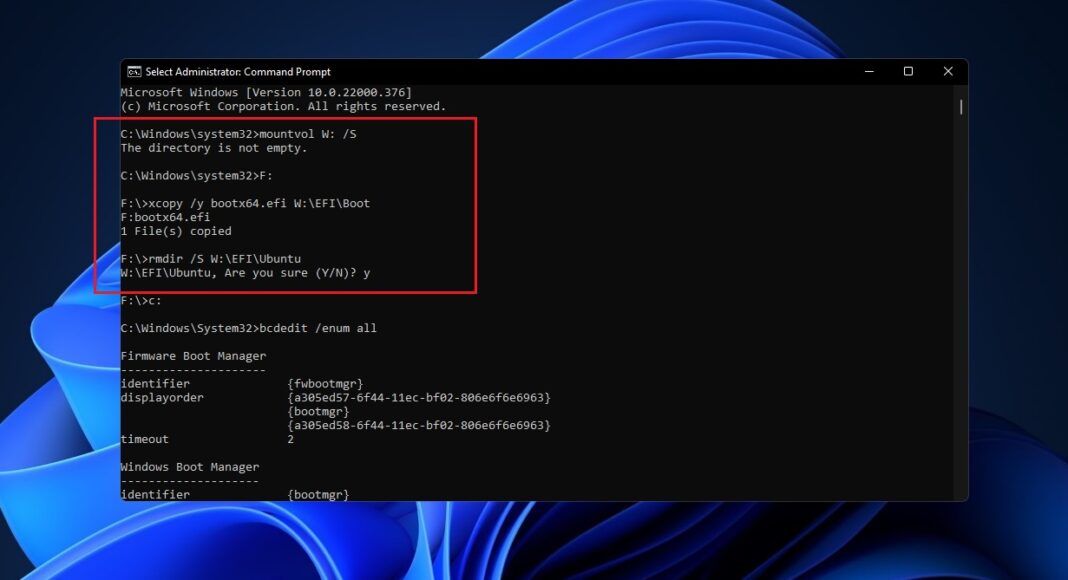 Select Administrator: Command Prompt
Microsoft Windows [Version 10.0.22000.376]
(c) Microsoft Corporation. All rights reserved.
C:\Windows\system32>mountvol W: /S
The directory is not empty.
C:\Windows\system32>F:
F:\>xcopy /y bootx64.efi W:\EFI\Boot
F:bootx64.efi
1 File(s) copied
F:\>rmdir /S W:\EFI\Ubuntu
W:\EFI\Ubuntu, Are you sure (Y/N)? y
F:\>c:
C:\Windows\System32>bcdedit /enum all
Firmware Boot Manager
---------------------
identifier              {fwbootmgr}
displayorder            {a305ed57-6f44-11ec-bf02-806e6f6e6963}
{bootmgr}
{a305ed58-6f44-11ec-bf02-806e6f6e6963}
timeout                 2
Windows Boot Manager
--------------------
identifier              {bootmgr}